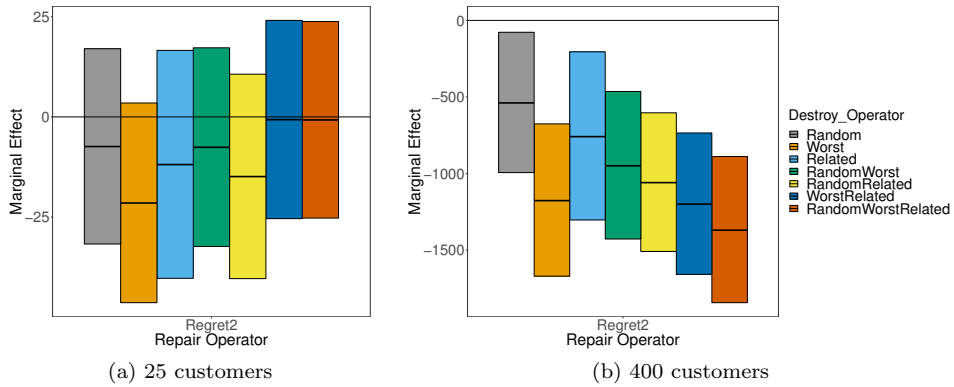 25
0
−25
Marginal Effect
Regret2
Repair Operator
(a) 25 customers
0
−500
−1000
−1500
Marginal Effect
Regret2
Repair Operator
(b) 400 customers
Destroy_Operator
Random
Worst
Related
RandomWorst
RandomRelated
WorstRelated
RandomWorstRelated